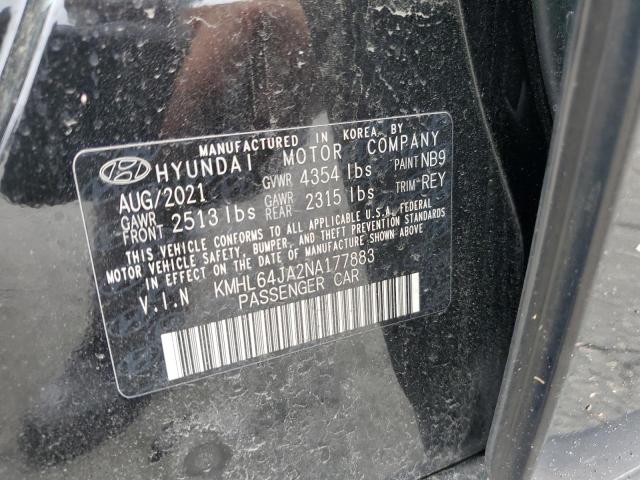 MANUFACTURED IN KOREA BY
HYUNDAI MOTOR COMPANY
AUG/2021 GVWR 4354 lbs PAINT NB9
GAWR FRONT 2513 lbs GAWR REAR 2315 lbs TRIM REY
THIS VEHICLE CONFORMS TO ALL APPLICABLE U.S.A. FEDERAL
MOTOR VEHICLE SAFETY, BUMPER, AND THEFT PREVENTION STANDARDS
IN EFFECT ON THE DATE OF MANUFACTURE SHOWN ABOVE.
V.I.N KMHL64JA2NA177883
PASSENGER CAR